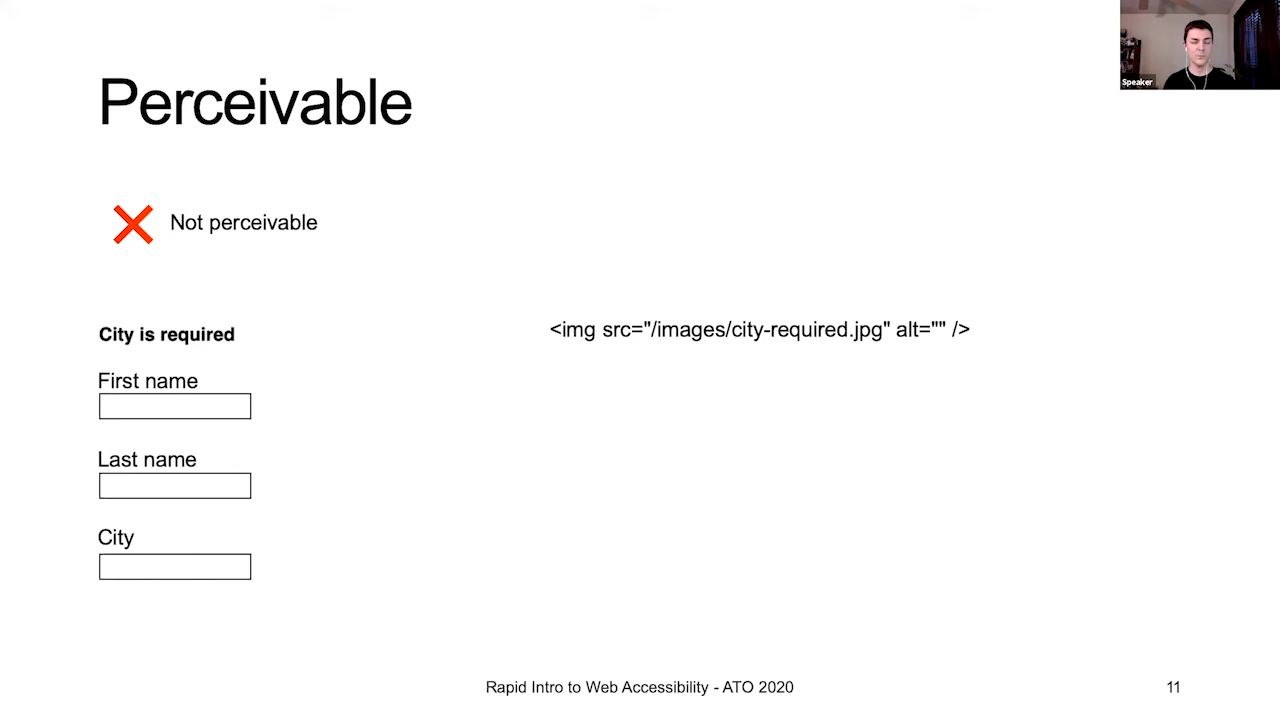 Speaker
Perceivable
Not perceivable
City is required
<img src="/images/city-required.jpg" alt="" />
First name
Last name
City
Rapid Intro to Web Accessibility - ATO 2020
11